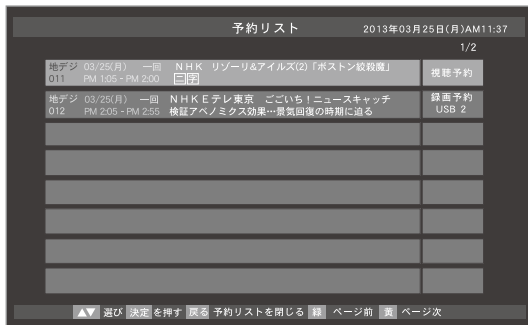 予約リスト 2013年03月25日(月)AM11:37
1/2
地デジ 03/25(月) 一回 NHK リゾーリ&アイルズ(2)「ボストン絞殺魔」 視聴予約
011 PM 1:05 - PM 2:00 二字
地デジ 03/25(月) 一回 NHKEテレ東京 ごごいち!ニュースキャッチ 録画予約
012 PM 2:05 - PM 2:55 検証アベノミクス効果…景気回復の時期に迫る USB 2
▲▼ 選び 決定 を押す 戻る 予約リストを閉じる 緑 ページ前 黄 ページ次